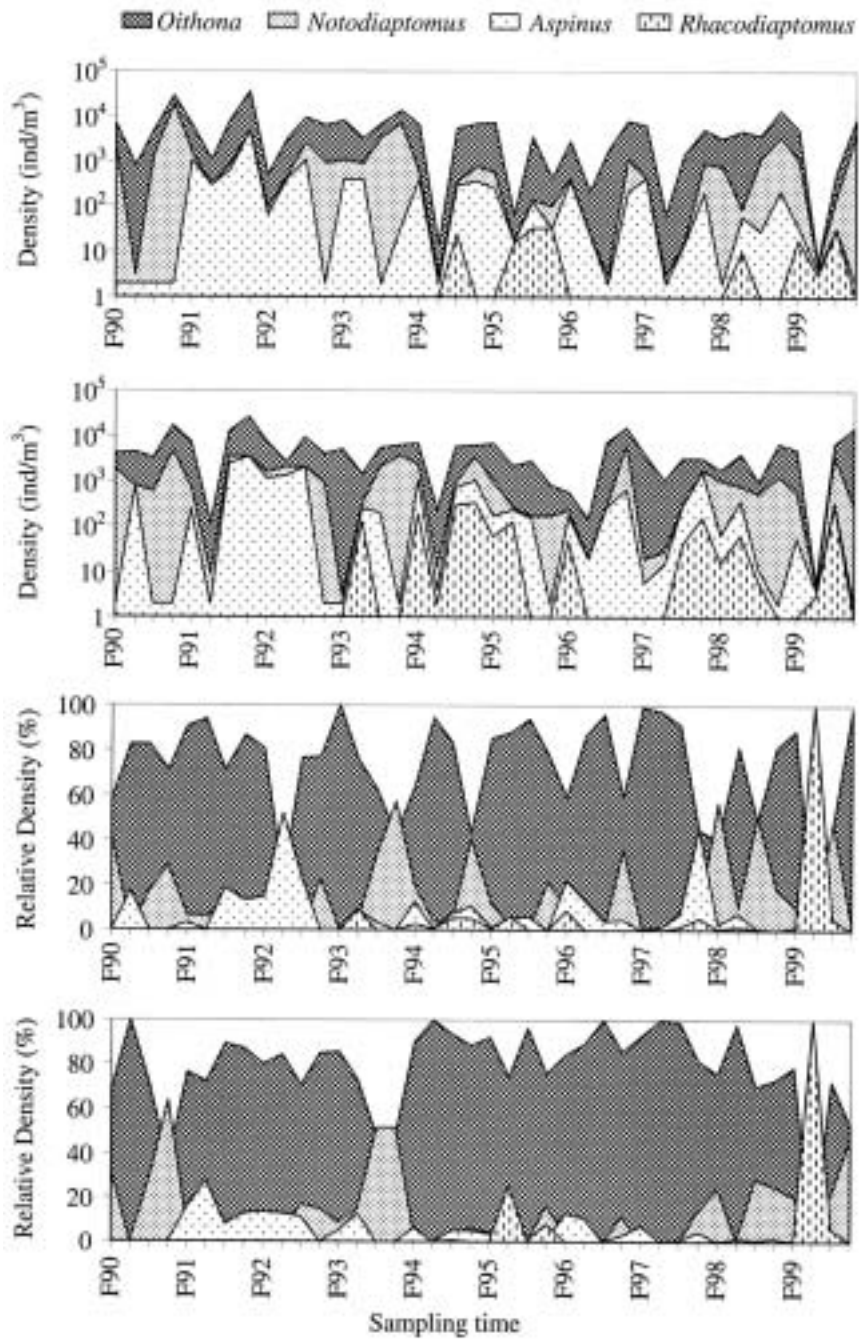 Oithona Notodiaptomus Aspinus Rhacodiaptomus
Density (ind/m³)
10⁵
10⁴
10³
10²
10
1
F90 F91 F92 F93 F94 F95 F96 F97 F98 F99
Density (ind/m³)
10⁵
10⁴
10³
10²
10
1
F90 F91 F92 F93 F94 F95 F96 F97 F98 F99
Relative Density (%)
100
80
60
40
20
0
F90 F91 F92 F93 F94 F95 F96 F97 F98 F99
Relative Density (%)
100
80
60
40
20
0
F90 F91 F92 F93 F94 F95 F96 F97 F98 F99
Sampling time